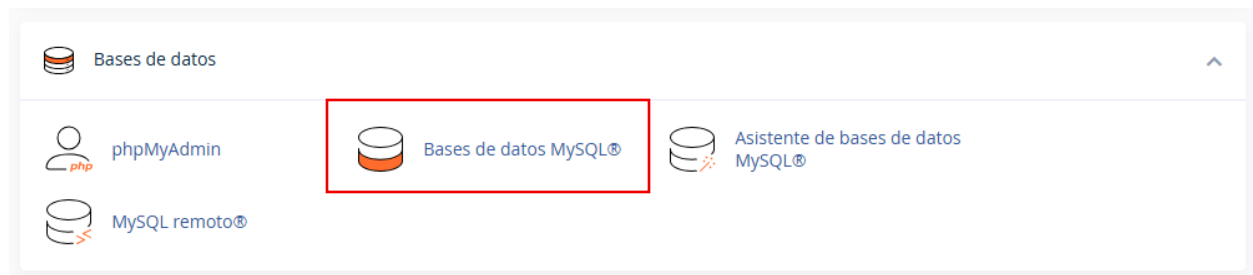 Bases de datos
phpMyAdmin
php
Bases de datos MySQL®
Asistente de bases de datos
MySQL®
MySQL remoto®